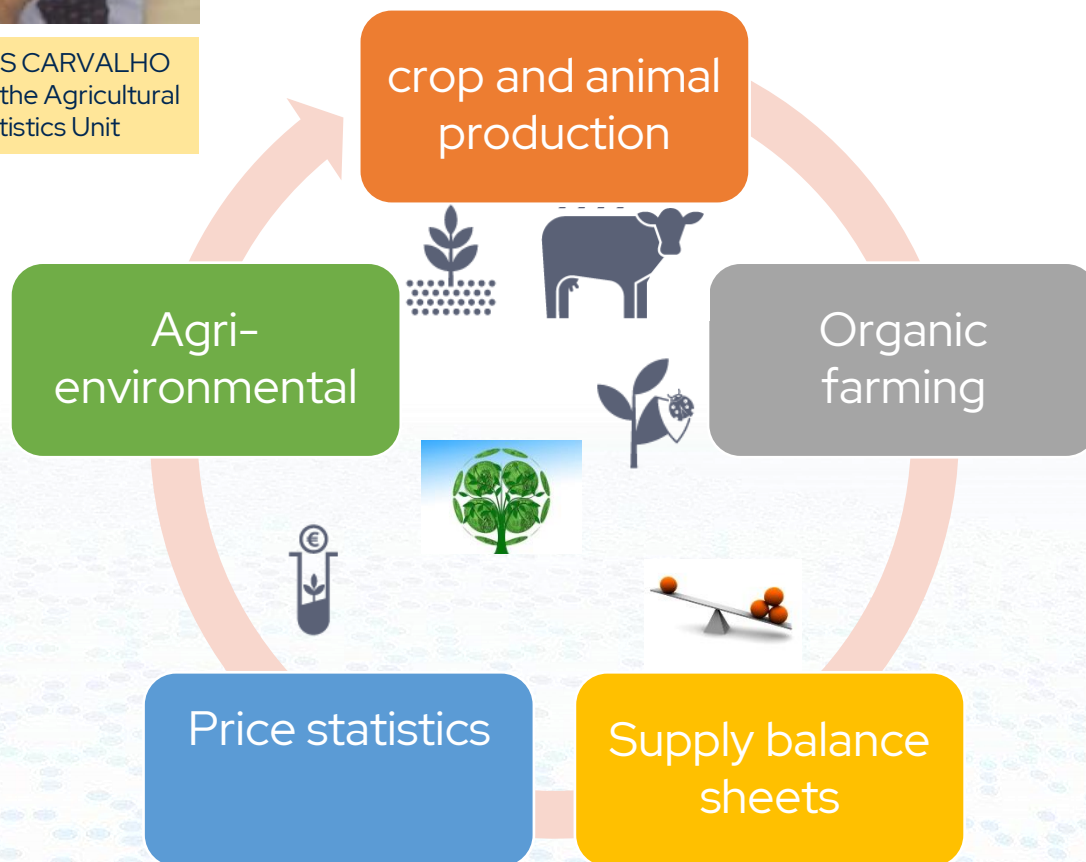 S CARVALHO
the Agricultural
tistics Unit
crop and animal
production
Agri-
environmental
Organic
farming
€
Price statistics
Supply balance
sheets